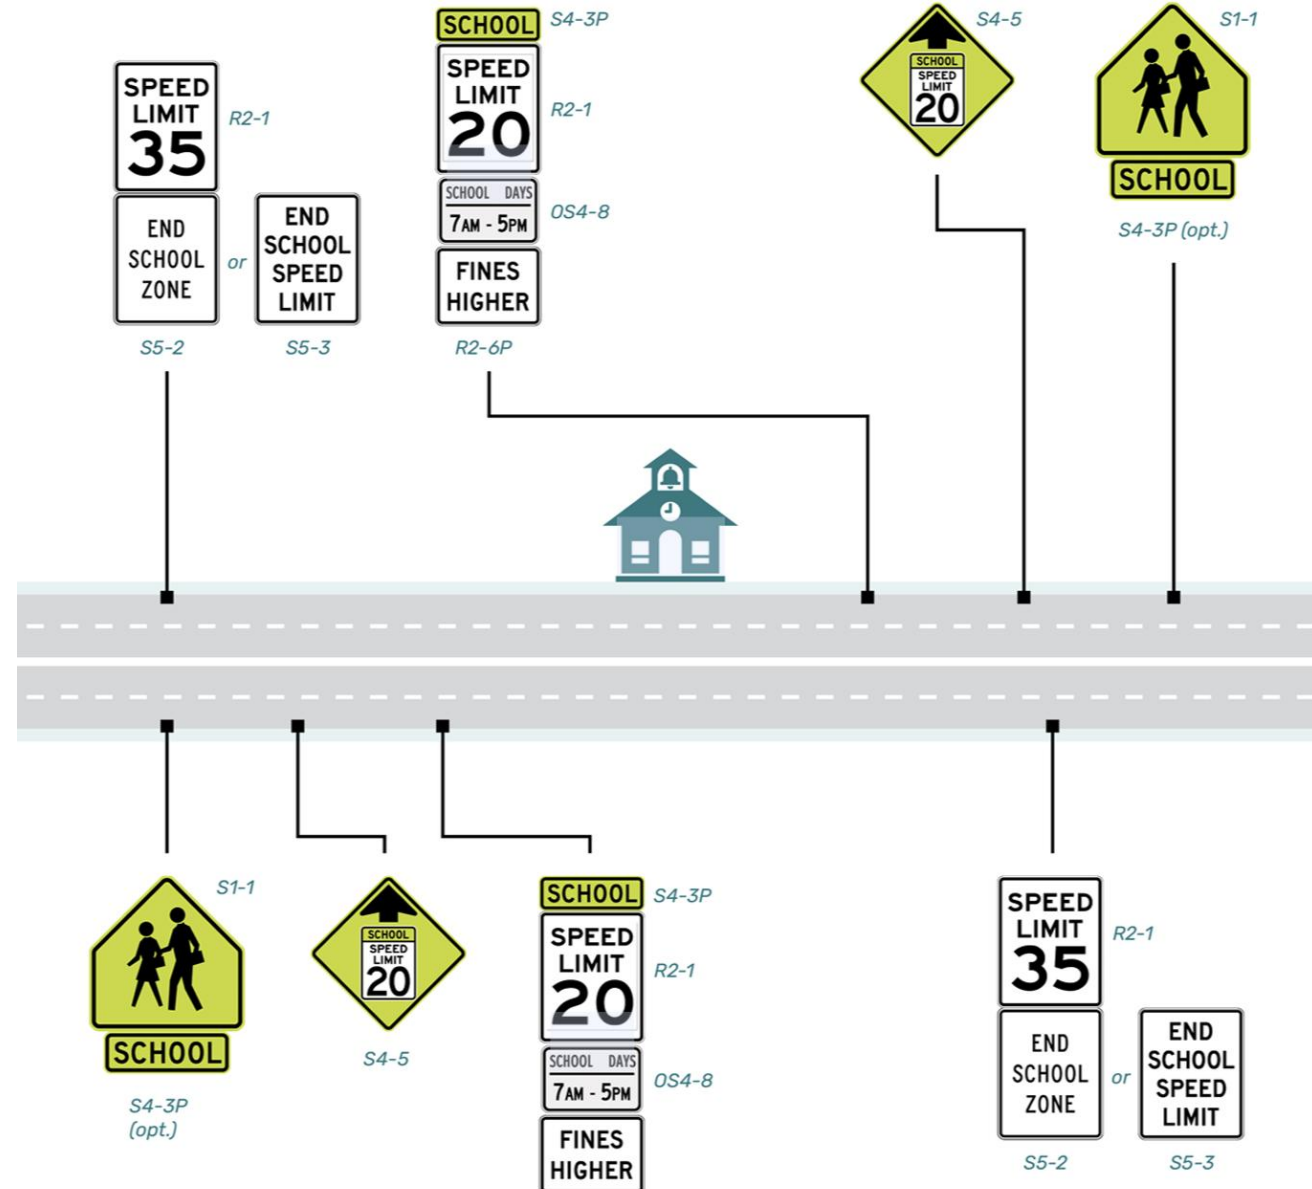 SPEED
LIMIT
35
R2-1
END
SCHOOL
ZONE
S5-2
or
END
SCHOOL
SPEED
LIMIT
S5-3
SCHOOL
S4-3P
SPEED
LIMIT
20
R2-1
SCHOOL DAYS
7AM - 5PM
OS4-8
FINES
HIGHER
R2-6P
S4-5
SCHOOL
SPEED
LIMIT
20
S1-1
SCHOOL
S4-3P (opt.)
S1-1
SCHOOL
S4-3P
(opt.)
SCHOOL
SPEED
LIMIT
20
S4-5
SCHOOL
S4-3P
SPEED
LIMIT
20
R2-1
SCHOOL DAYS
7AM - 5PM
OS4-8
FINES
HIGHER
SPEED
LIMIT
35
R2-1
END
SCHOOL
ZONE
S5-2
or
END
SCHOOL
SPEED
LIMIT
S5-3